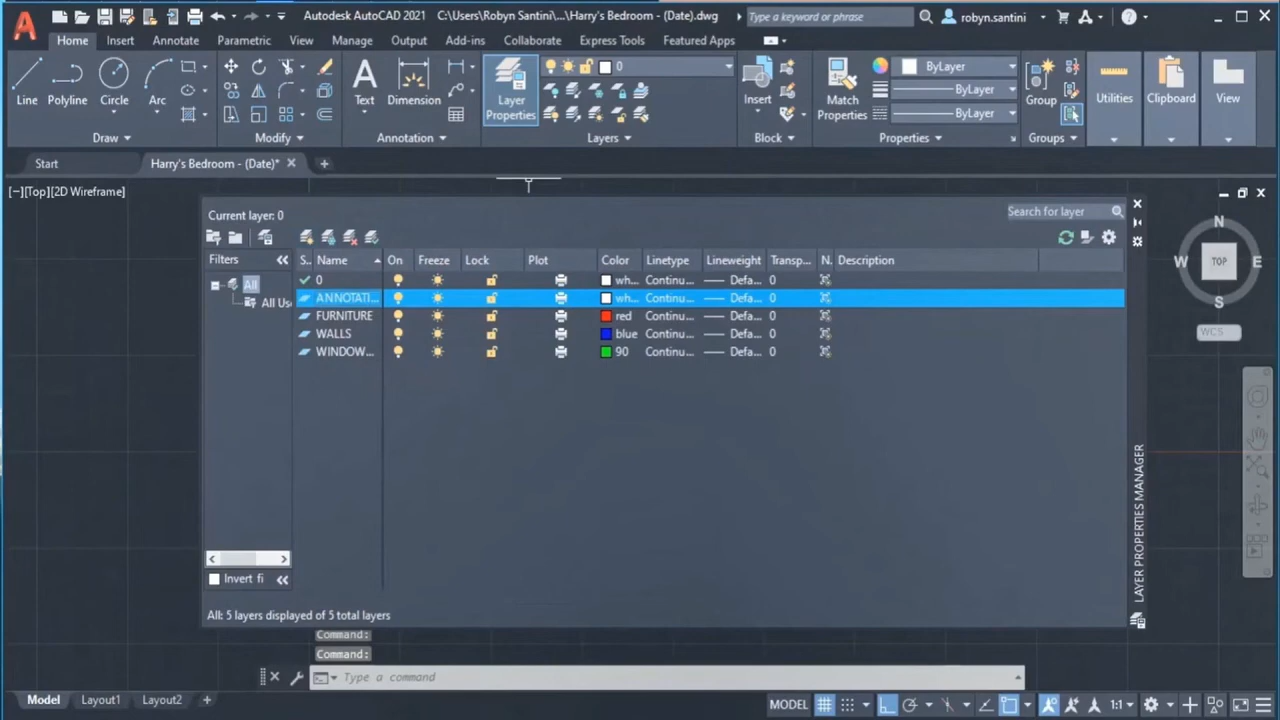 Autodesk AutoCAD 2021 C:\Users\Robyn Santini\...\Harry's Bedroom - (Date).dwg Type a keyword or phrase robyn.santini
Home Insert Annotate Parametric View Manage Output Add-ins Collaborate Express Tools Featured Apps
0
ByLayer
ByLayer
ByLayer
Line Polyline Circle Arc Text Dimension Layer Properties Insert Match Properties Group Utilities Clipboard View
Draw Modify Annotation Layers Block Properties Groups
Start Harry's Bedroom - (Date)*
[−][Top][2D Wireframe]
Current layer: 0 Search for layer
Filters S.. Name On Freeze Lock Plot Color Linetype Lineweight Transp... N. Description
All
All Us
0 wh... Continu... Defa... 0
ANNOTATI... wh... Continu... Defa... 0
FURNITURE red Continu... Defa... 0
WALLS blue Continu... Defa... 0
WINDOW... 90 Continu... Defa... 0
Invert fi
All: 5 layers displayed of 5 total layers
LAYER PROPERTIES MANAGER
N
W TOP E
S
WCS
Command:
Command:
Type a command
Model Layout1 Layout2 + MODEL 1:1